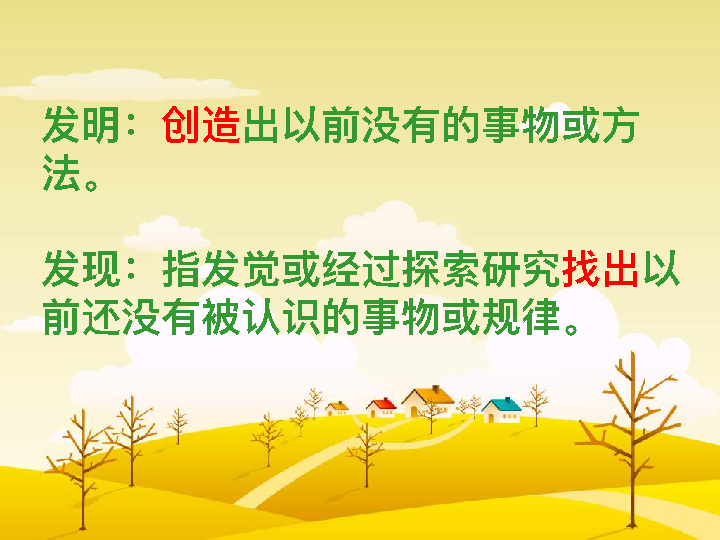 发明：创造出以前没有的事物或方
法。
发现：指发觉或经过探索研究找出以
前还没有被认识的事物或规律。